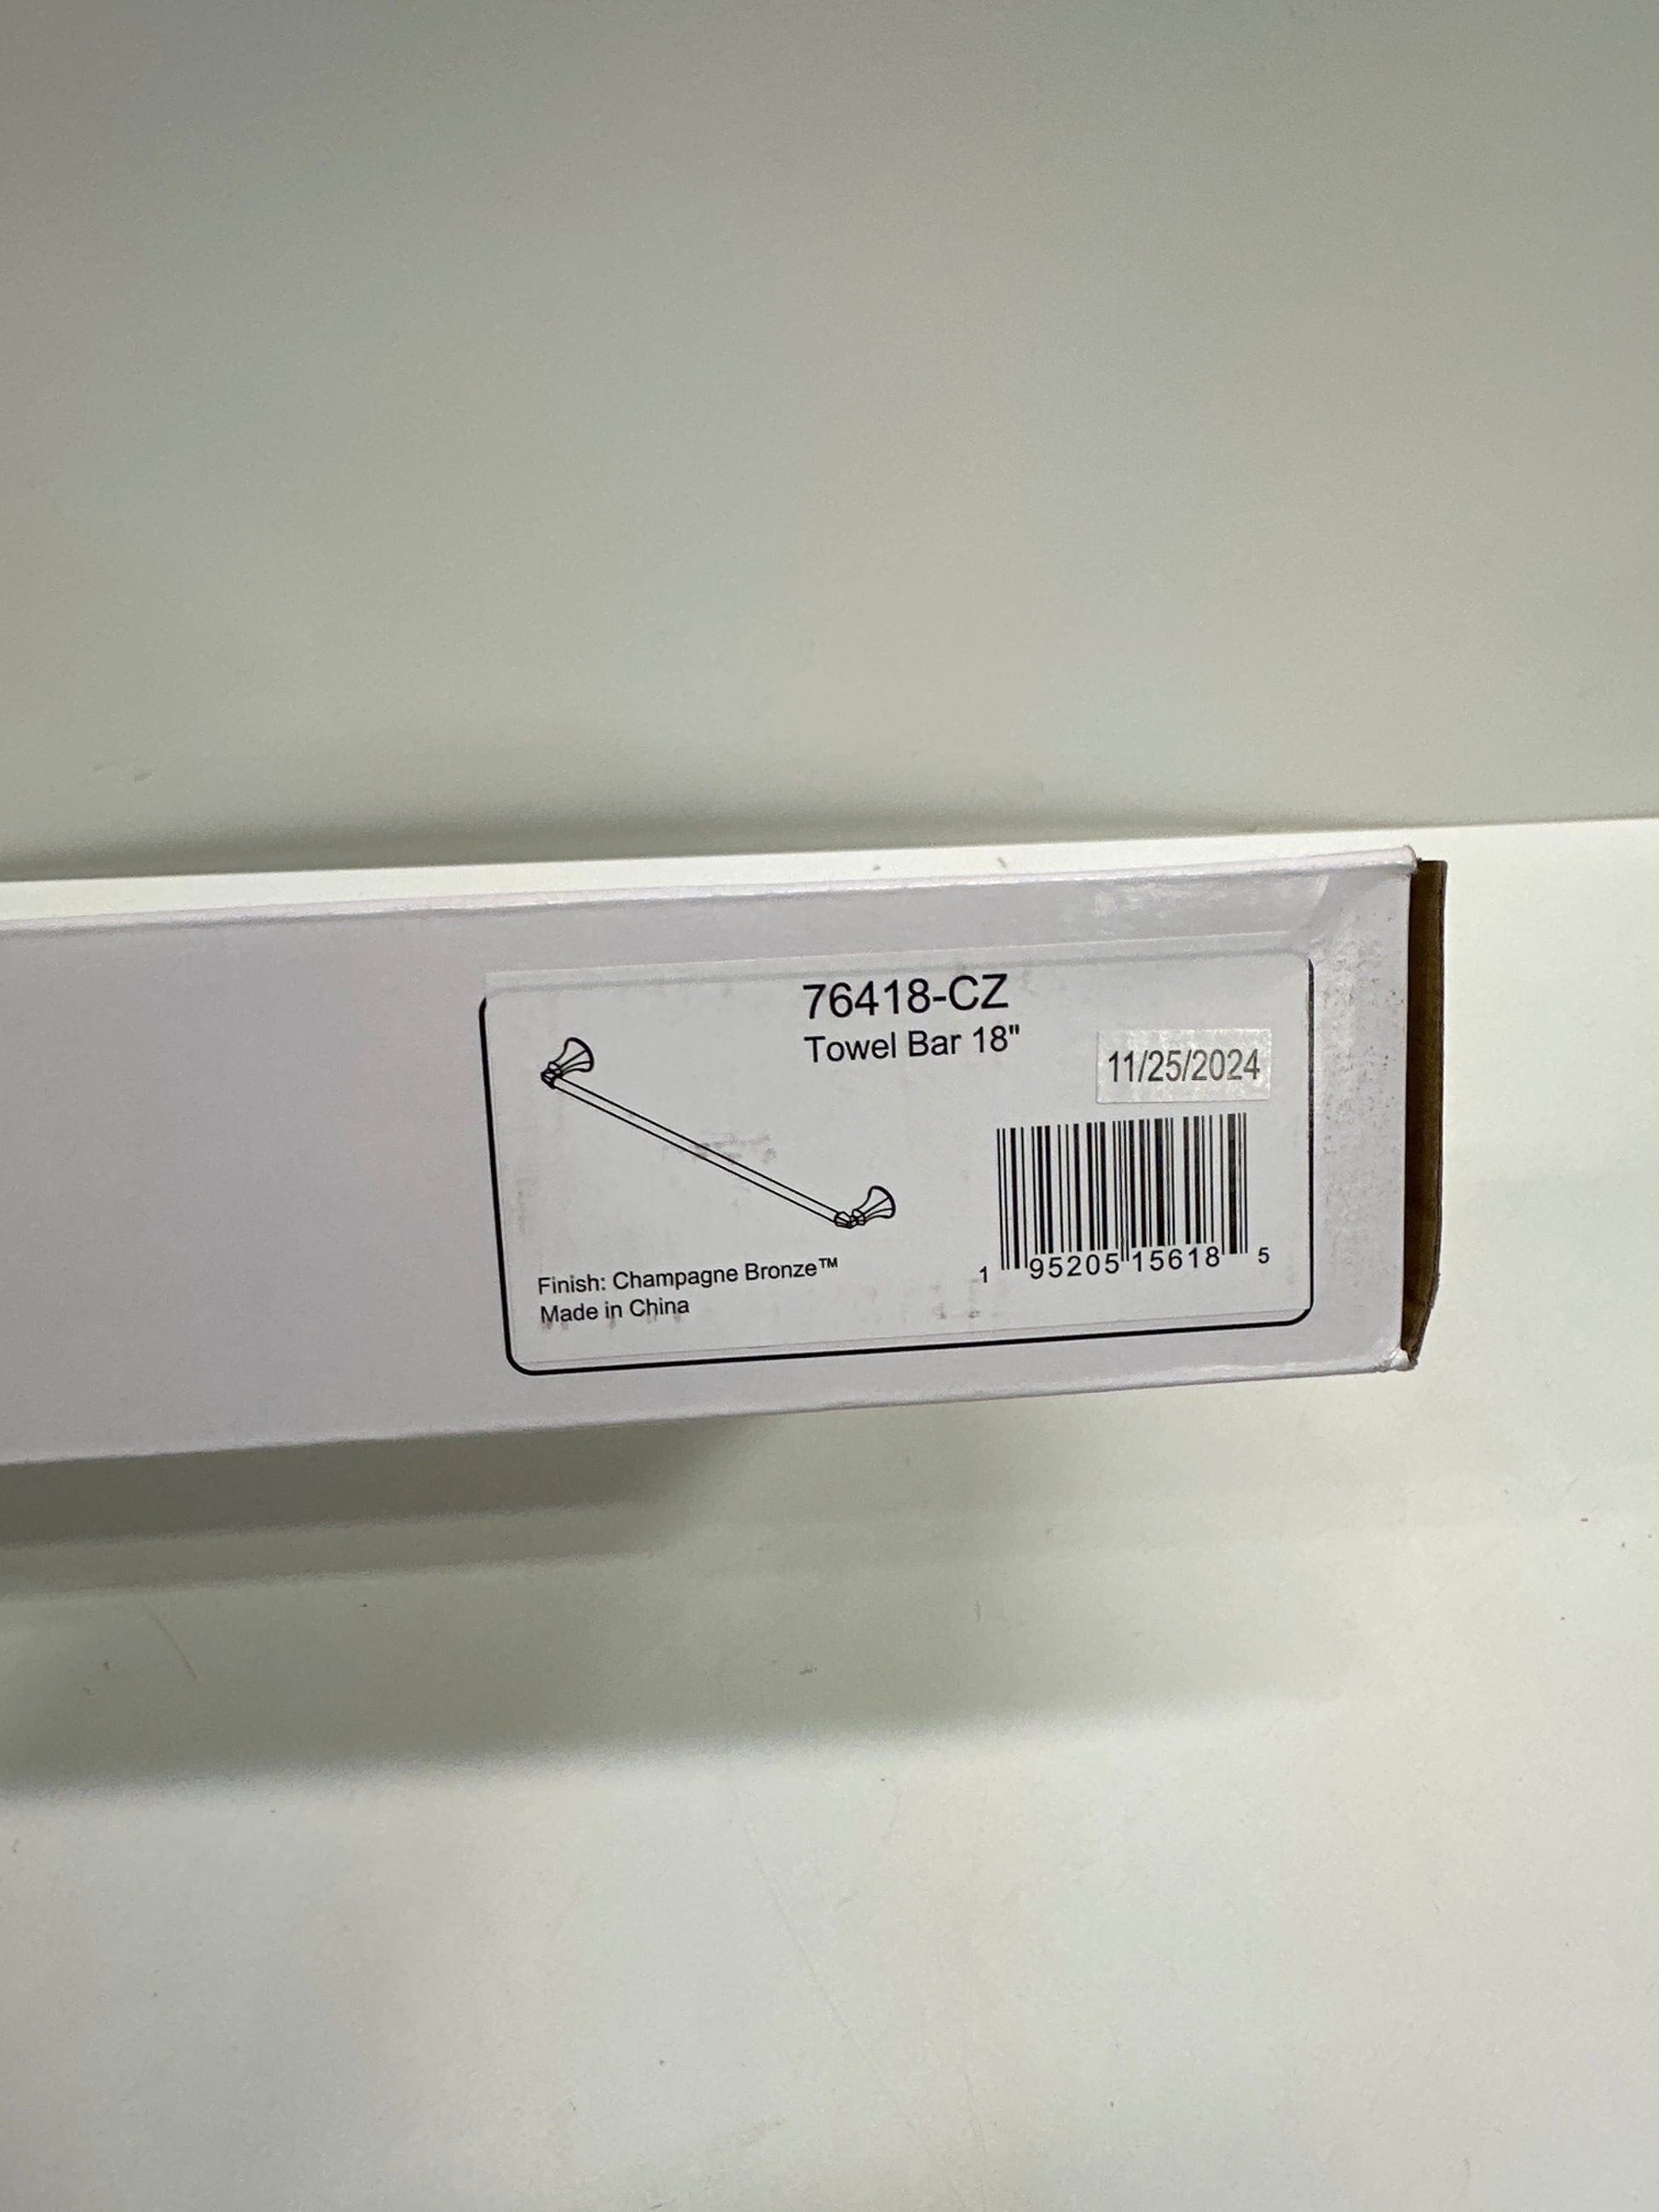 76418-CZ
Towel Bar 18"
11/25/2024
Finish: Champagne Bronze™
Made in China
1 95205 15618 5